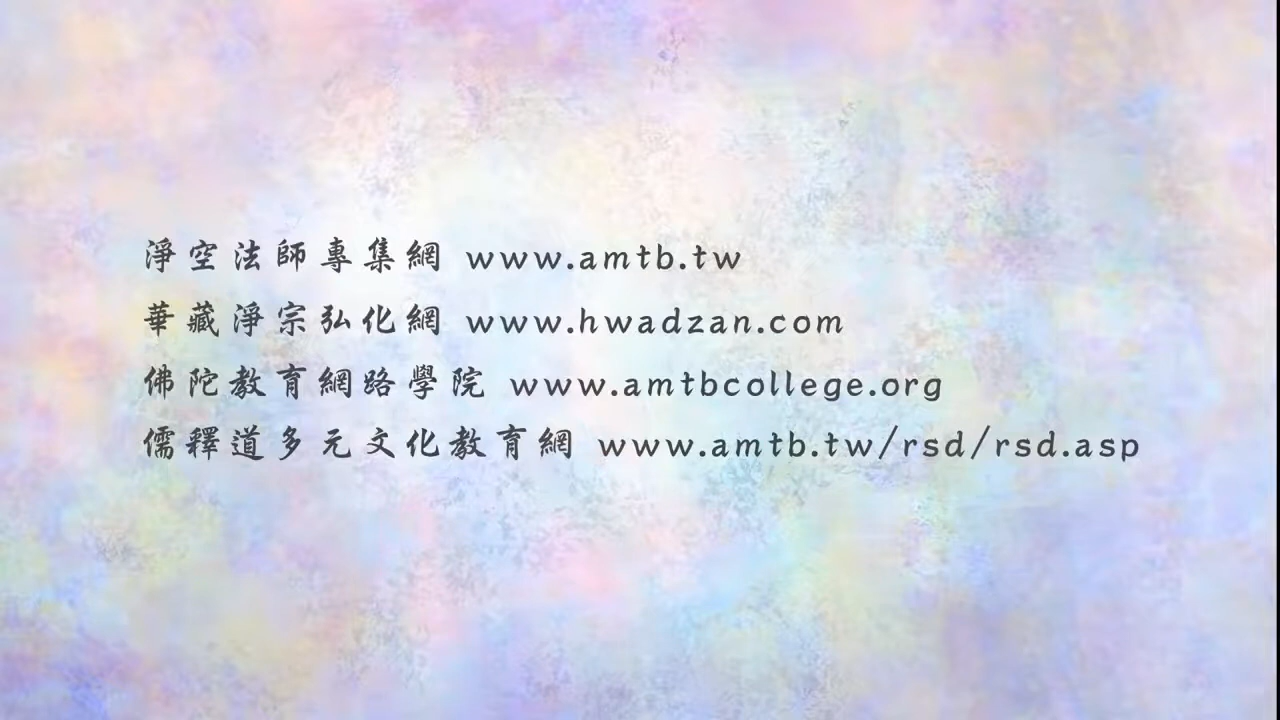 淨空法師專集網 www.amtb.tw
華藏淨宗弘化網 www.hwadzan.com
佛陀教育網路學院 www.amtbcollege.org
儒釋道多元文化教育網 www.amtb.tw/rsd/rsd.asp